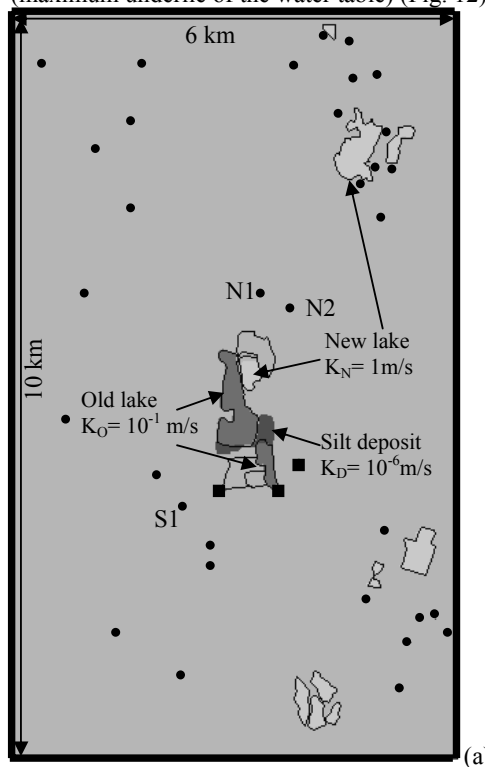 (maximum underlie of the water table) (Fig. 12)
6 km
10 km
N1
N2
New lake
K_N= 1m/s
Old lake
K_O= 10^-1 m/s
Silt deposit
K_D= 10^-6m/s
S1
(a)